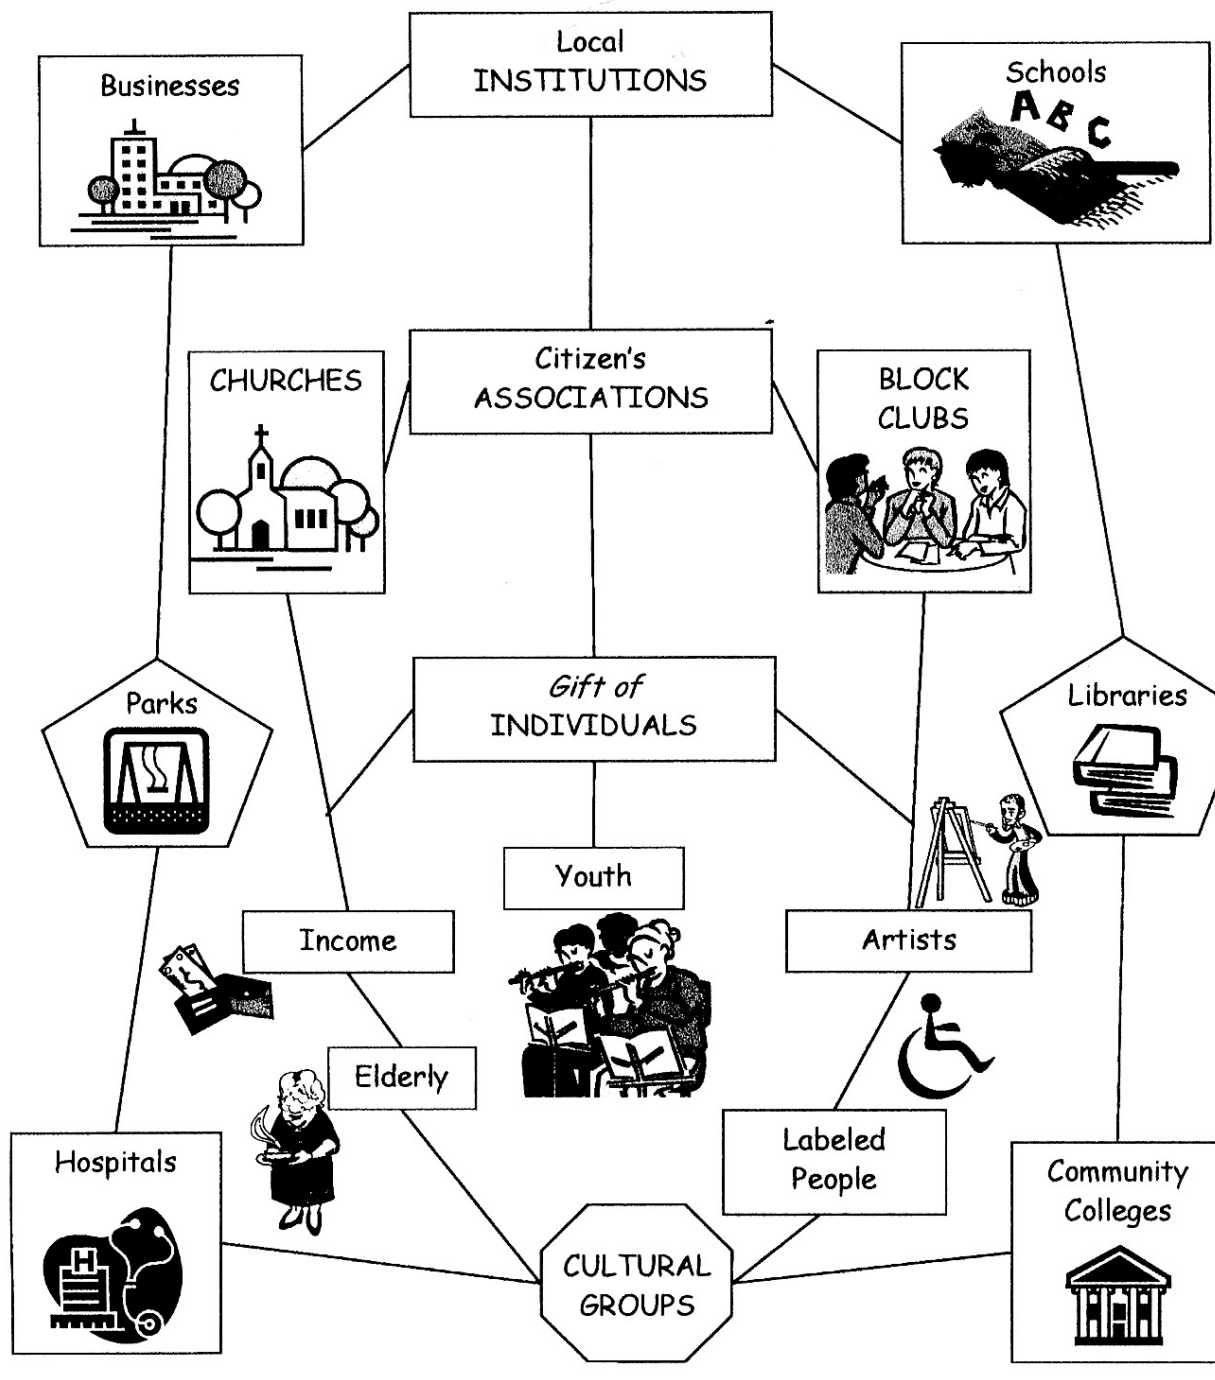 Local
INSTITUTIONS
Businesses
Schools
A B C
Citizen's
ASSOCIATIONS
CHURCHES
BLOCK
CLUBS
Gift of
INDIVIDUALS
Parks
Libraries
Youth
Income
Artists
Elderly
Labeled
People
Hospitals
H
Community
Colleges
CULTURAL
GROUPS